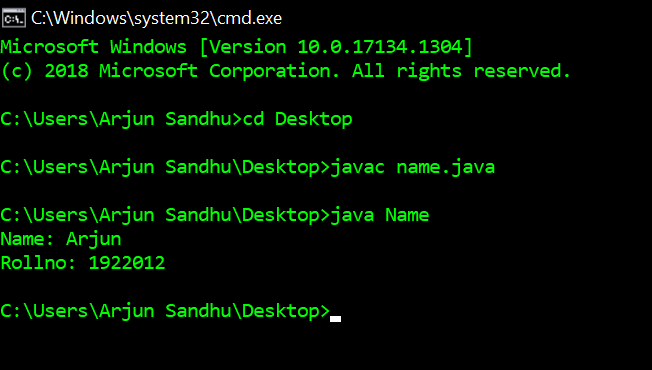 C:\Windows\system32\cmd.exe
Microsoft Windows [Version 10.0.17134.1304]
(c) 2018 Microsoft Corporation. All rights reserved.
C:\Users\Arjun Sandhu>cd Desktop
C:\Users\Arjun Sandhu\Desktop>javac name.java
C:\Users\Arjun Sandhu\Desktop>java Name
Name: Arjun
Rollno: 1922012
C:\Users\Arjun Sandhu\Desktop>